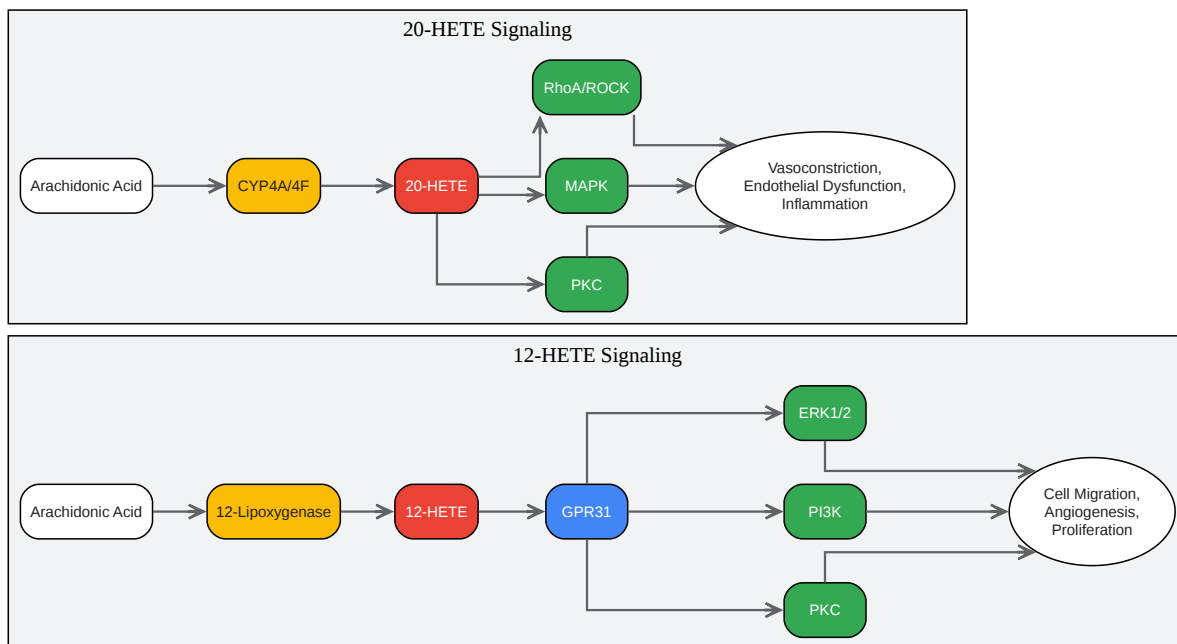 20-HETE Signaling
RhoA/ROCK
Arachidonic Acid
CYP4A/4F
20-HETE
MAPK
Vasoconstriction,
Endothelial Dysfunction,
Inflammation
PKC
12-HETE Signaling
ERK1/2
Arachidonic Acid
12-Lipoxygenase
12-HETE
GPR31
PI3K
Cell Migration,
Angiogenesis,
Proliferation
PKC